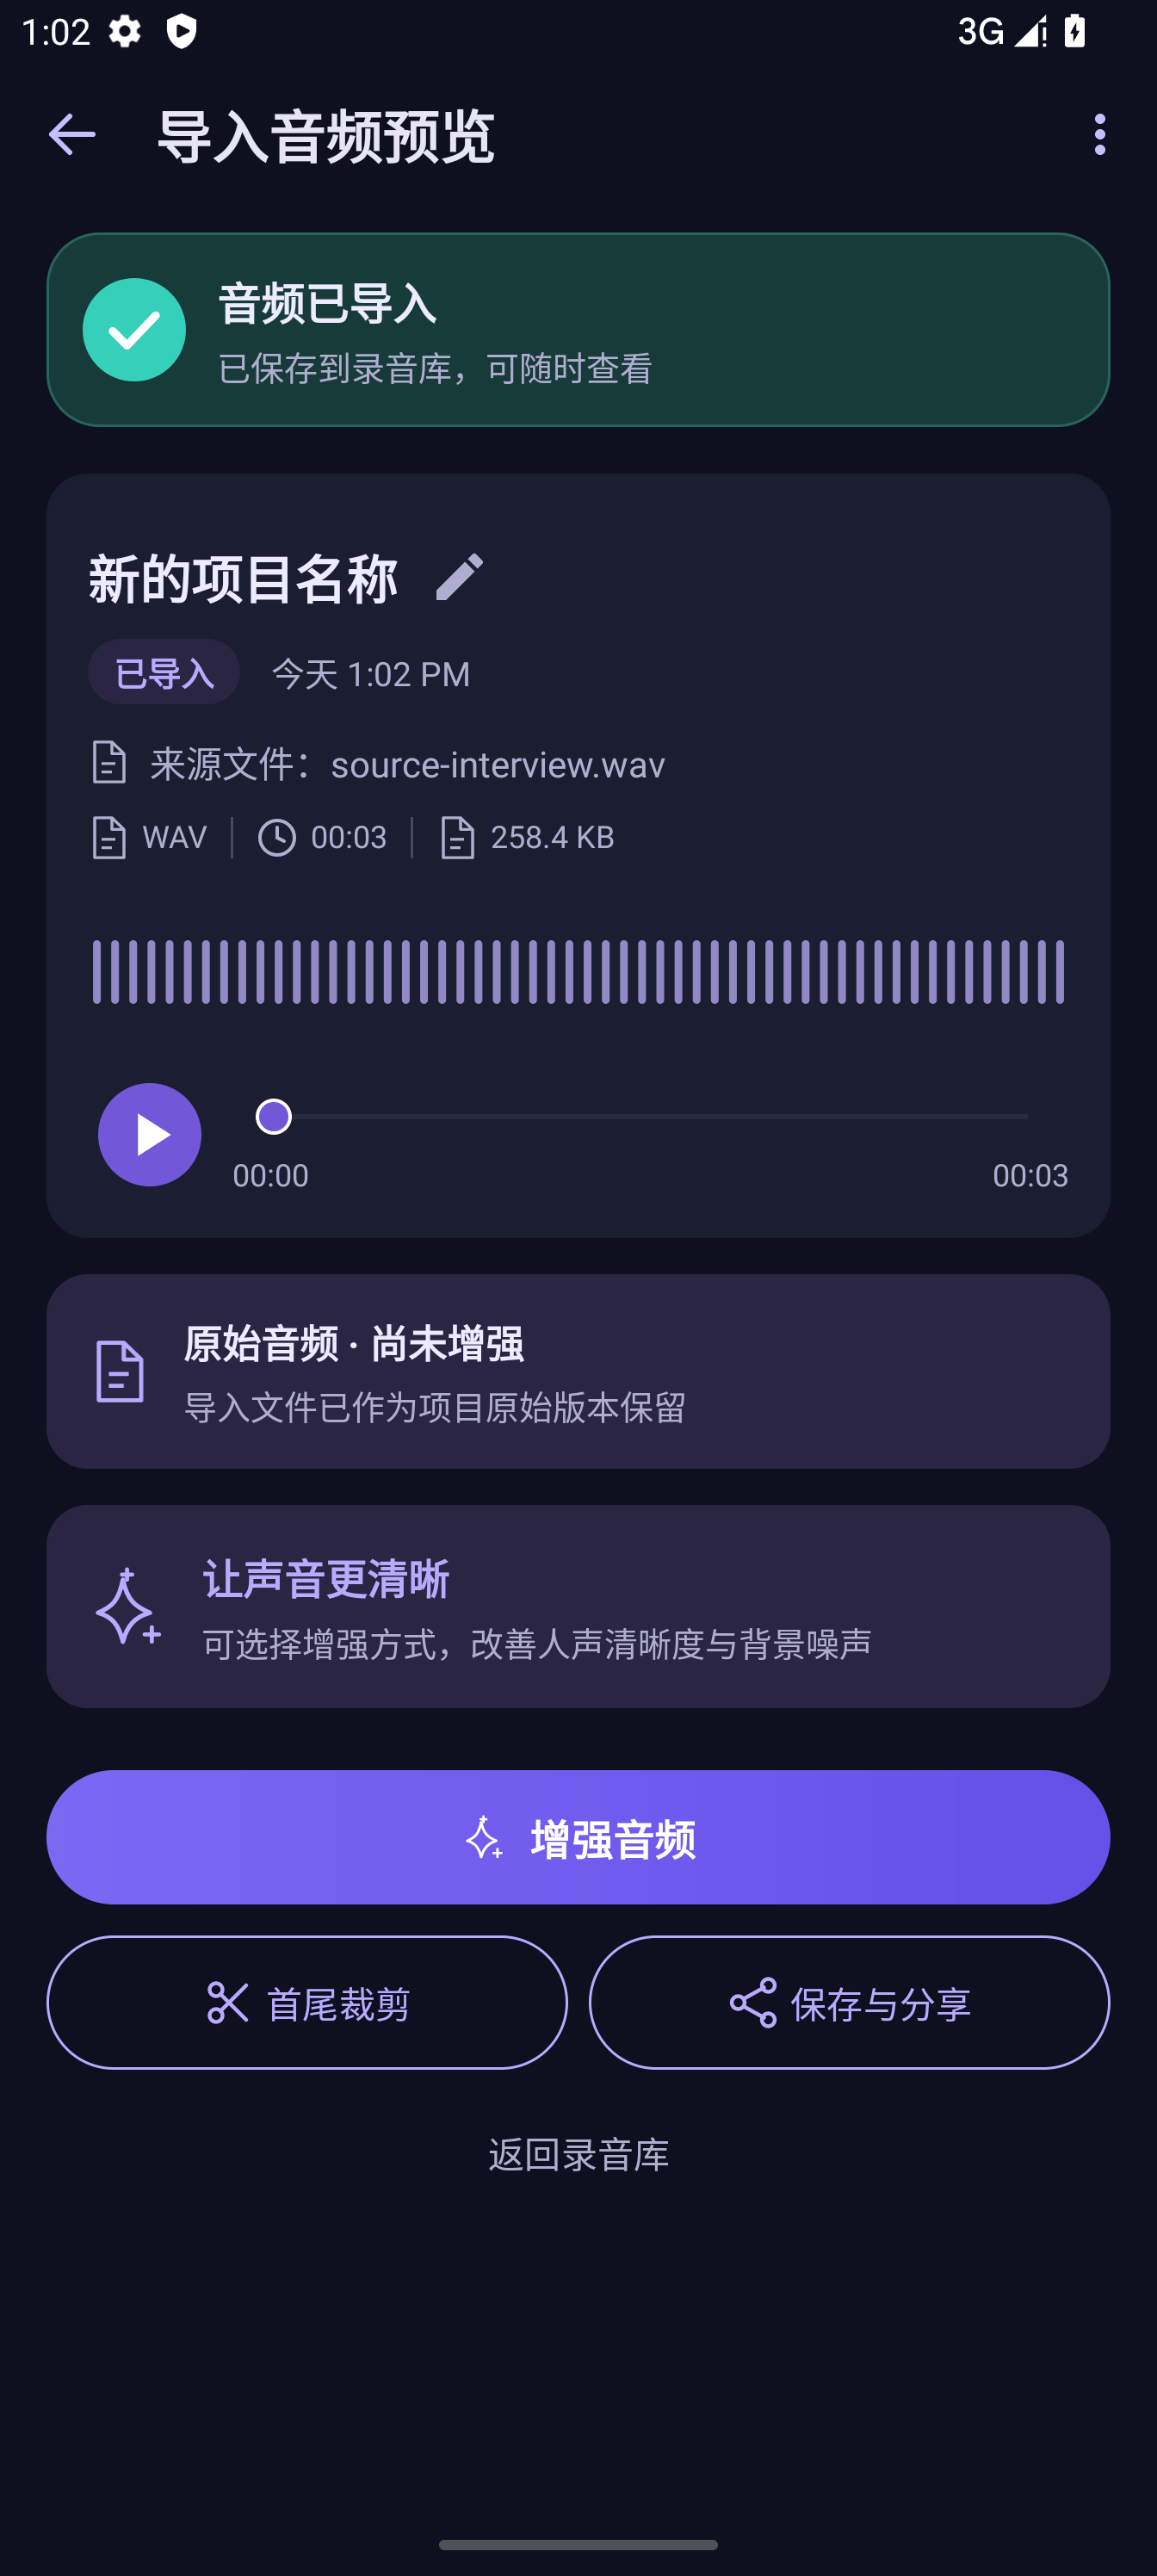 1:02
3G
导入音频预览
音频已导入
已保存到录音库，可随时查看
新的项目名称
已导入 今天 1:02 PM
来源文件：source-interview.wav
WAV 00:03 258.4 KB
00:00 00:03
原始音频 · 尚未增强
导入文件已作为项目原始版本保留
让声音更清晰
可选择增强方式，改善人声清晰度与背景噪声
增强音频
首尾裁剪 保存与分享
返回录音库